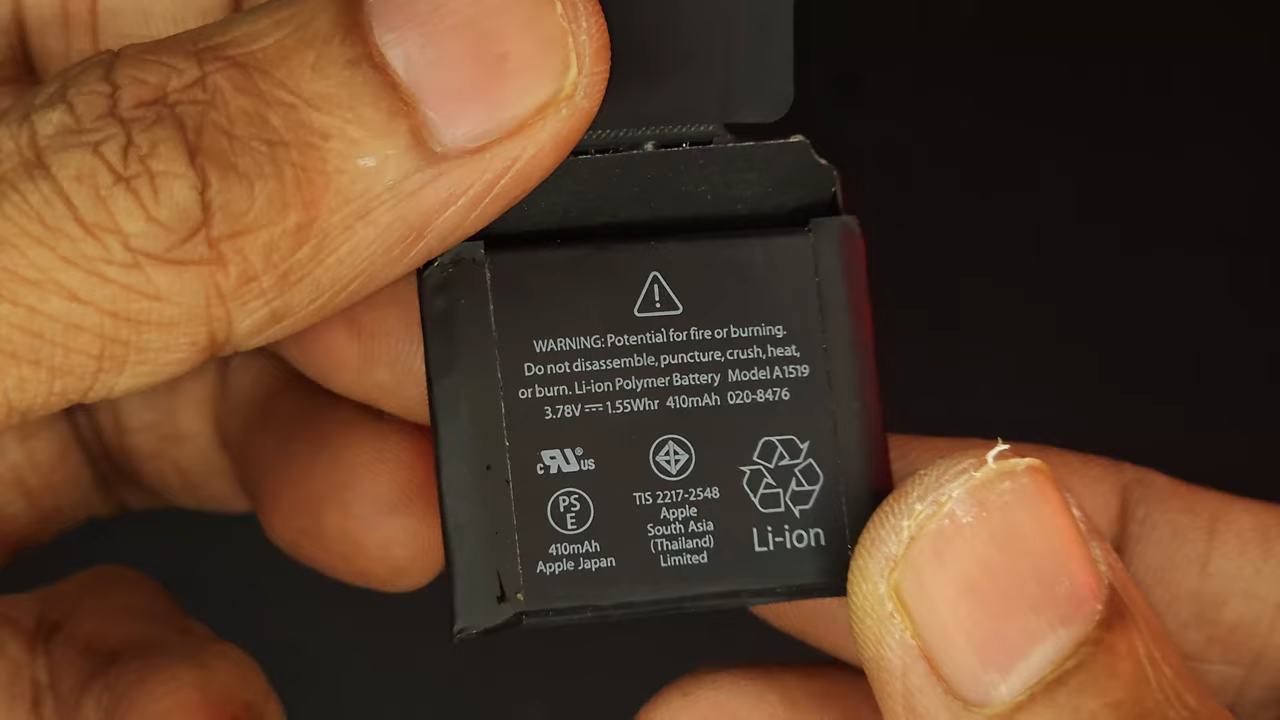 WARNING: Potential for fire or burning.
Do not disassemble, puncture, crush, heat,
or burn. Li-ion Polymer Battery Model A1519
3.78V ⎓ 1.55Whr 410mAh 020-8476
c RU® US
PS
E
410mAh
Apple Japan
TIS 2217-2548
Apple
South Asia
(Thailand)
Limited
Li-ion